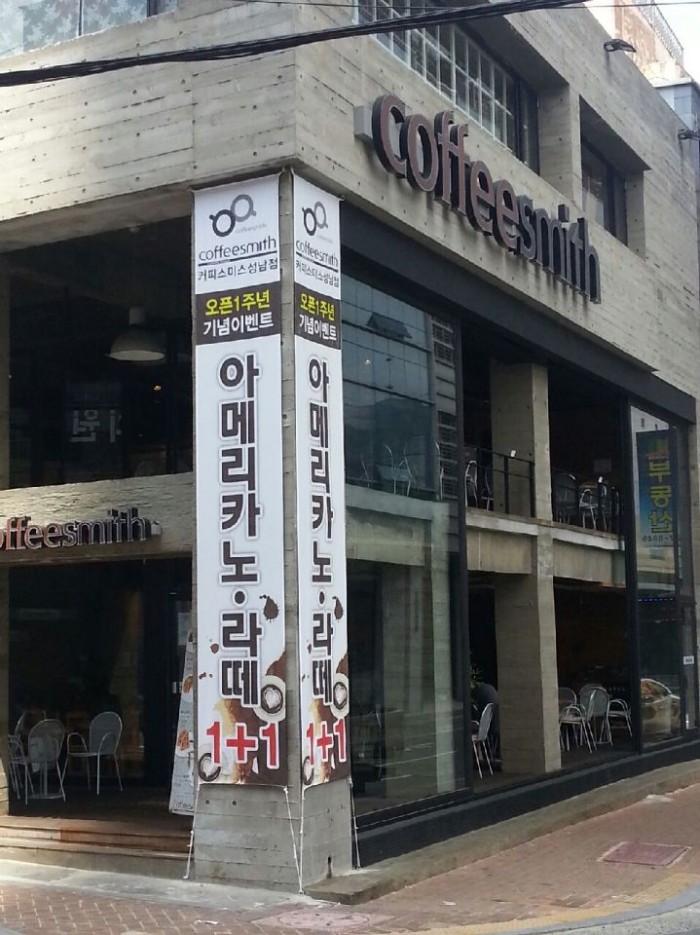 coffeesmith
coffeesmith
커피스미스성남점
오픈1주년
기념이벤트
아메리카노·라떼
1+1
coffeesmith
커피스미스성남점
오픈1주년
기념이벤트
아메리카노·라떼
1+1
offeesmith